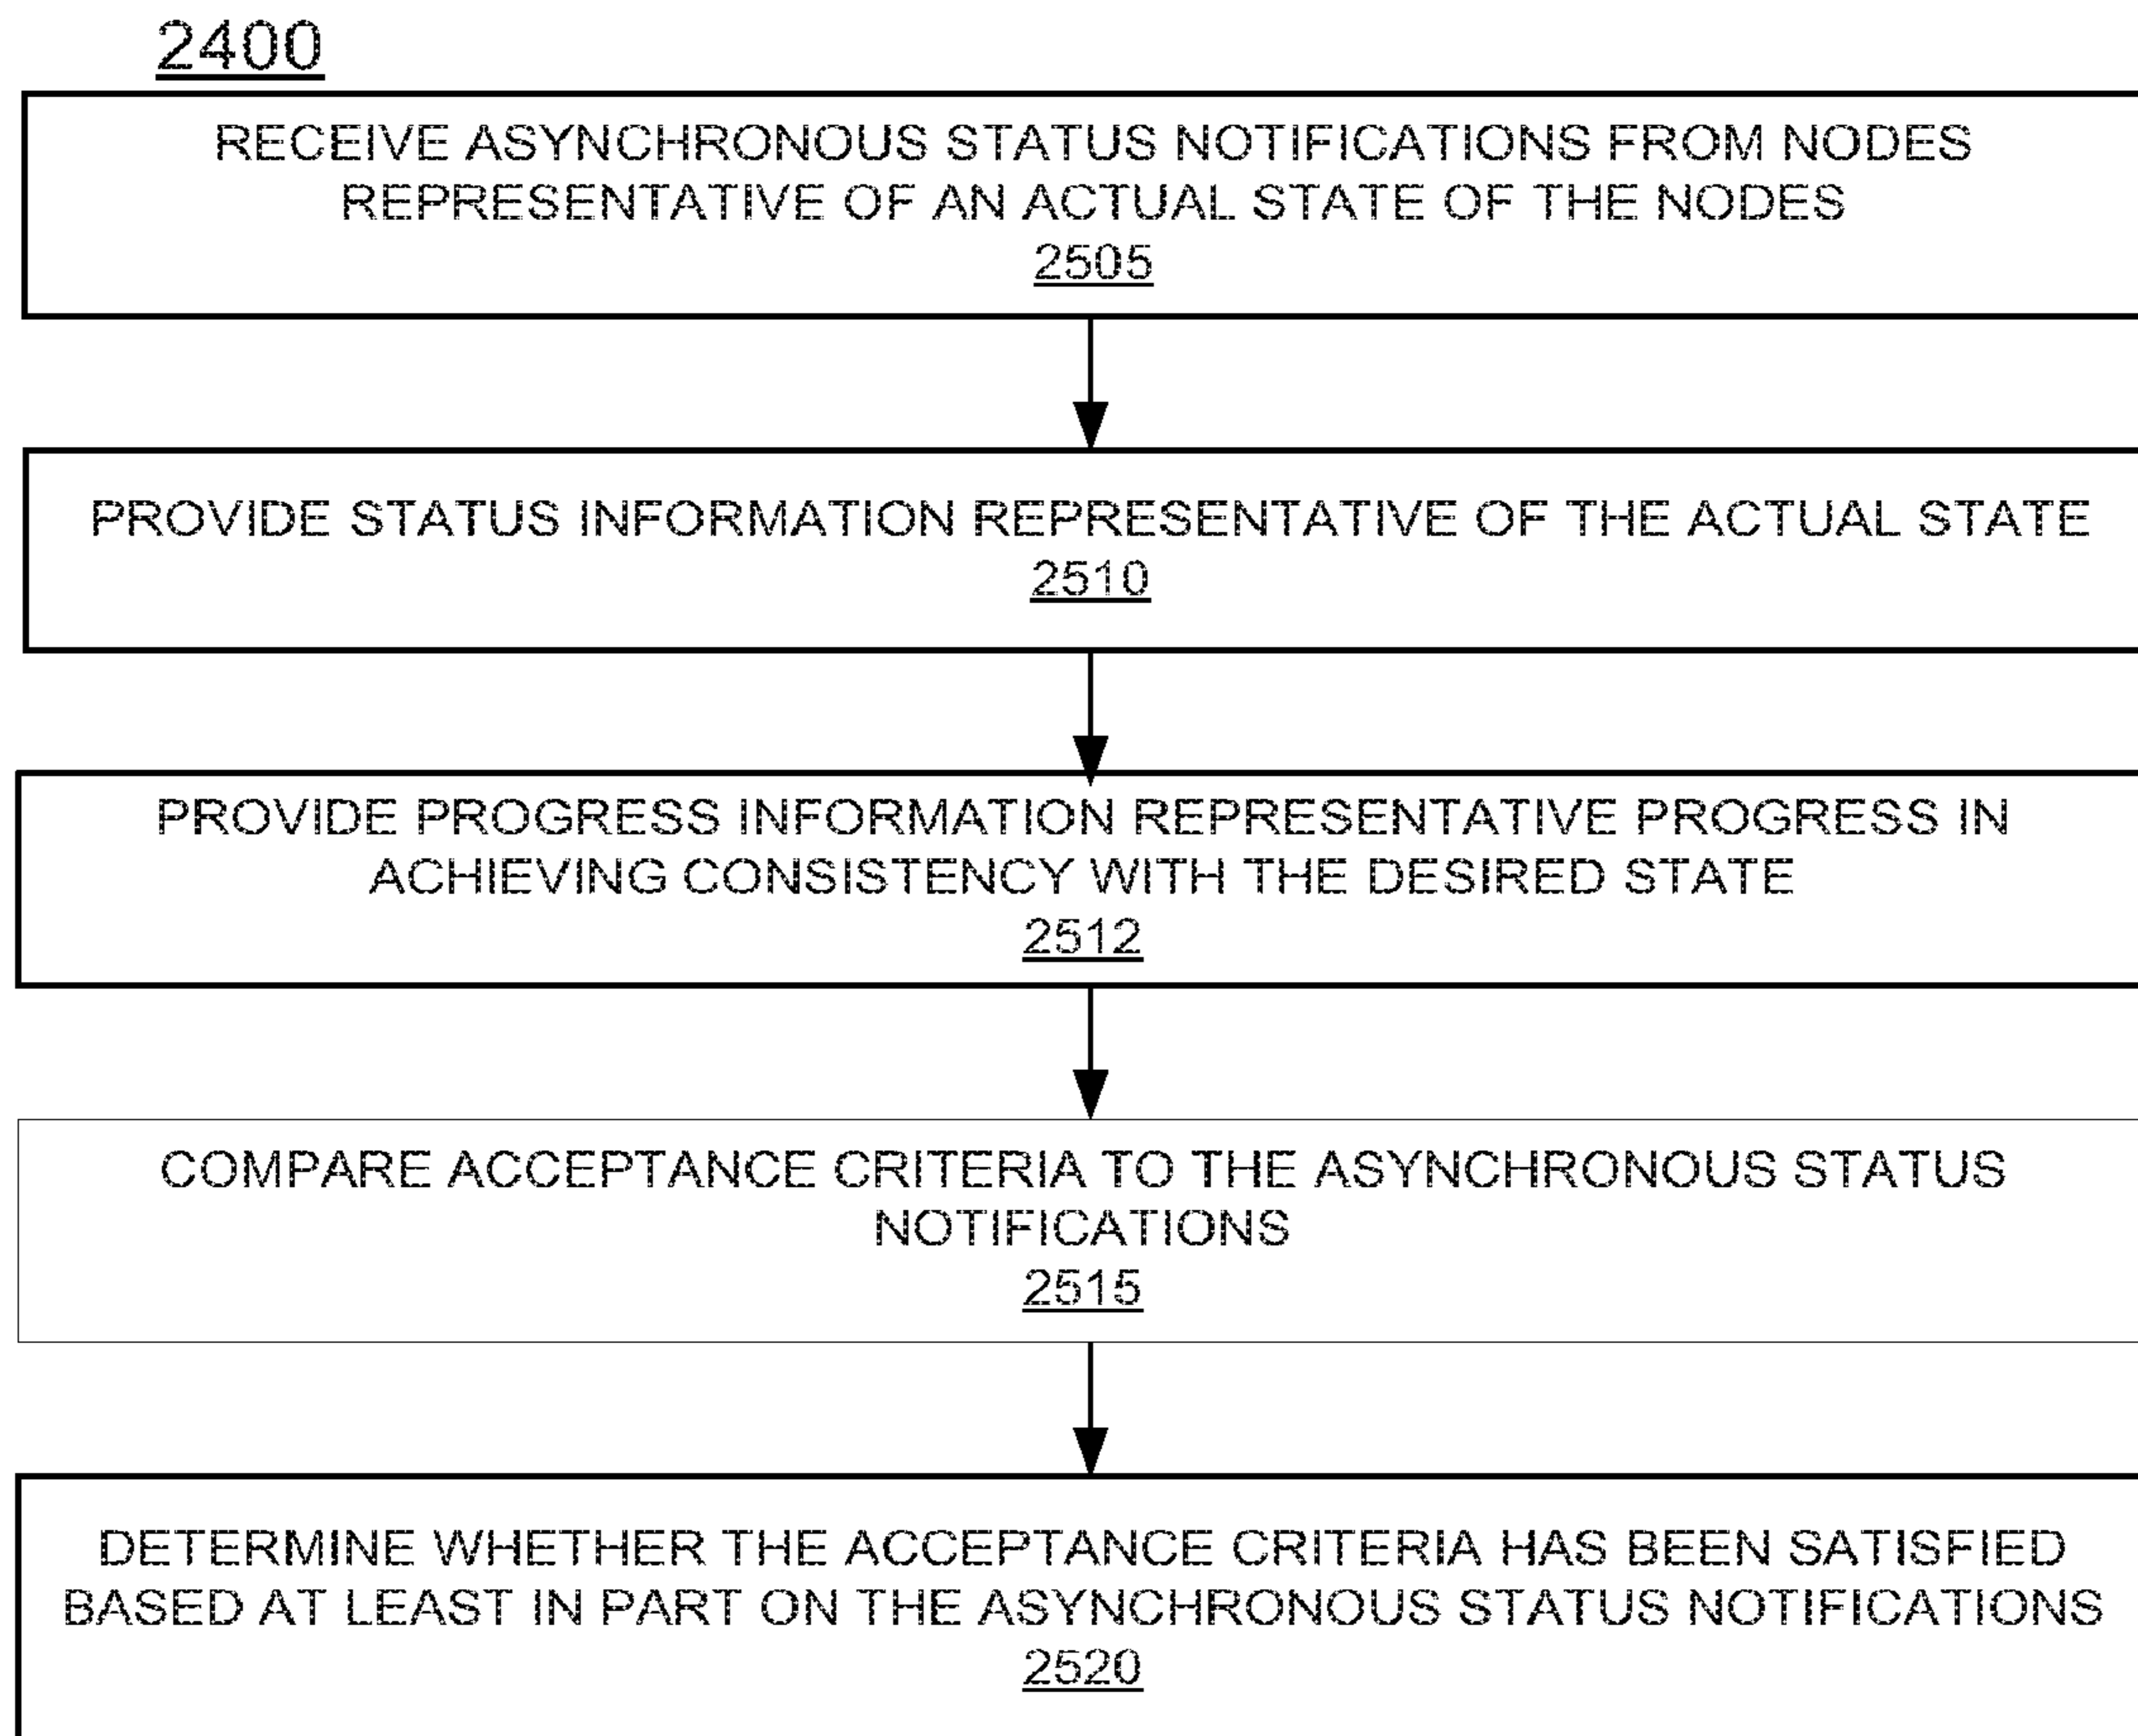 2400
RECEIVE ASYNCHRONOUS STATUS NOTIFICATIONS FROM NODES
REPRESENTATIVE OF AN ACTUAL STATE OF THE NODES
2505
PROVIDE STATUS INFORMATION REPRESENTATIVE OF THE ACTUAL STATE
2510
PROVIDE PROGRESS INFORMATION REPRESENTATIVE PROGRESS IN
ACHIEVING CONSISTENCY WITH THE DESIRED STATE
2512
COMPARE ACCEPTANCE CRITERIA TO THE ASYNCHRONOUS STATUS
NOTIFICATIONS
2515
DETERMINE WHETHER THE ACCEPTANCE CRITERIA HAS BEEN SATISFIED
BASED AT LEAST IN PART ON THE ASYNCHRONOUS STATUS NOTIFICATIONS
2520